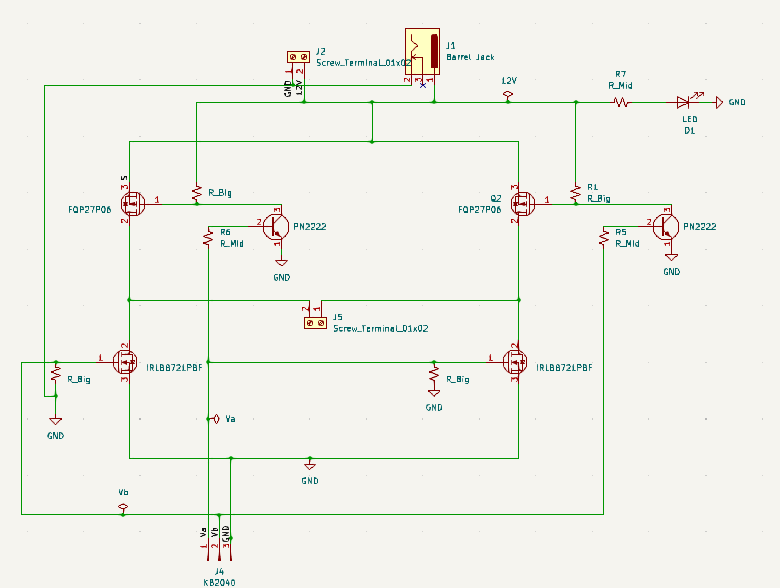 J2
Screw_Terminal_01x02
1
2
GND
12V
J1
Barrel Jack
2
3
1
12V
R7
R_Mid
GND
LED
D1
S
3
1
2
FQP27P06
R_Big
R6
R_Mid
2
3
1
PN2222
GND
Q2
FQP27P06
3
1
2
R1
R_Big
R5
R_Mid
2
3
1
PN2222
GND
2
1
J5
Screw_Terminal_01x02
1
2
3
IRLB8721PBF
R_Big
GND
1
2
3
IRLB8721PBF
R_Big
GND
Va
GND
Vb
Va
Vb
GND
1
2
3
J4
KB2040